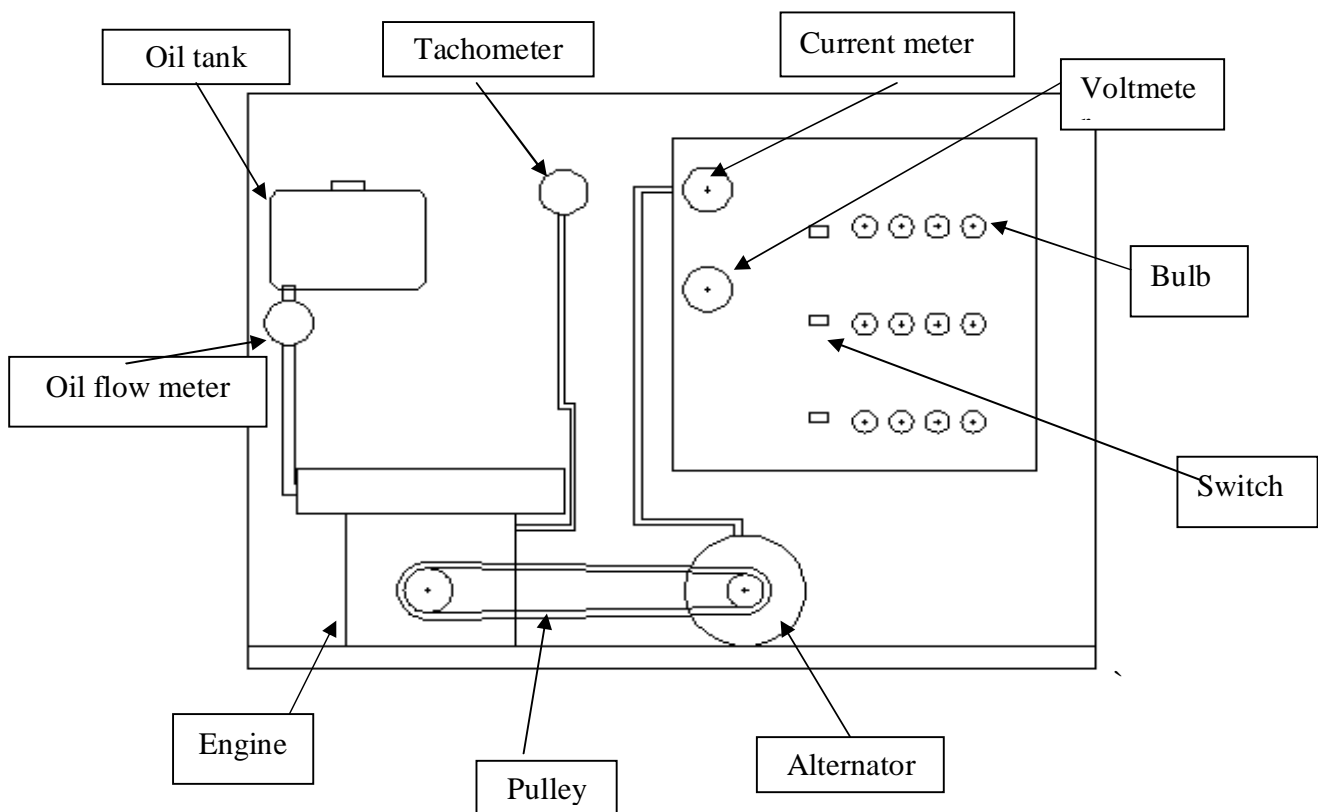 Oil tank
Tachometer
Current meter
Voltmete
Bulb
Oil flow meter
Switch
Engine
Pulley
Alternator